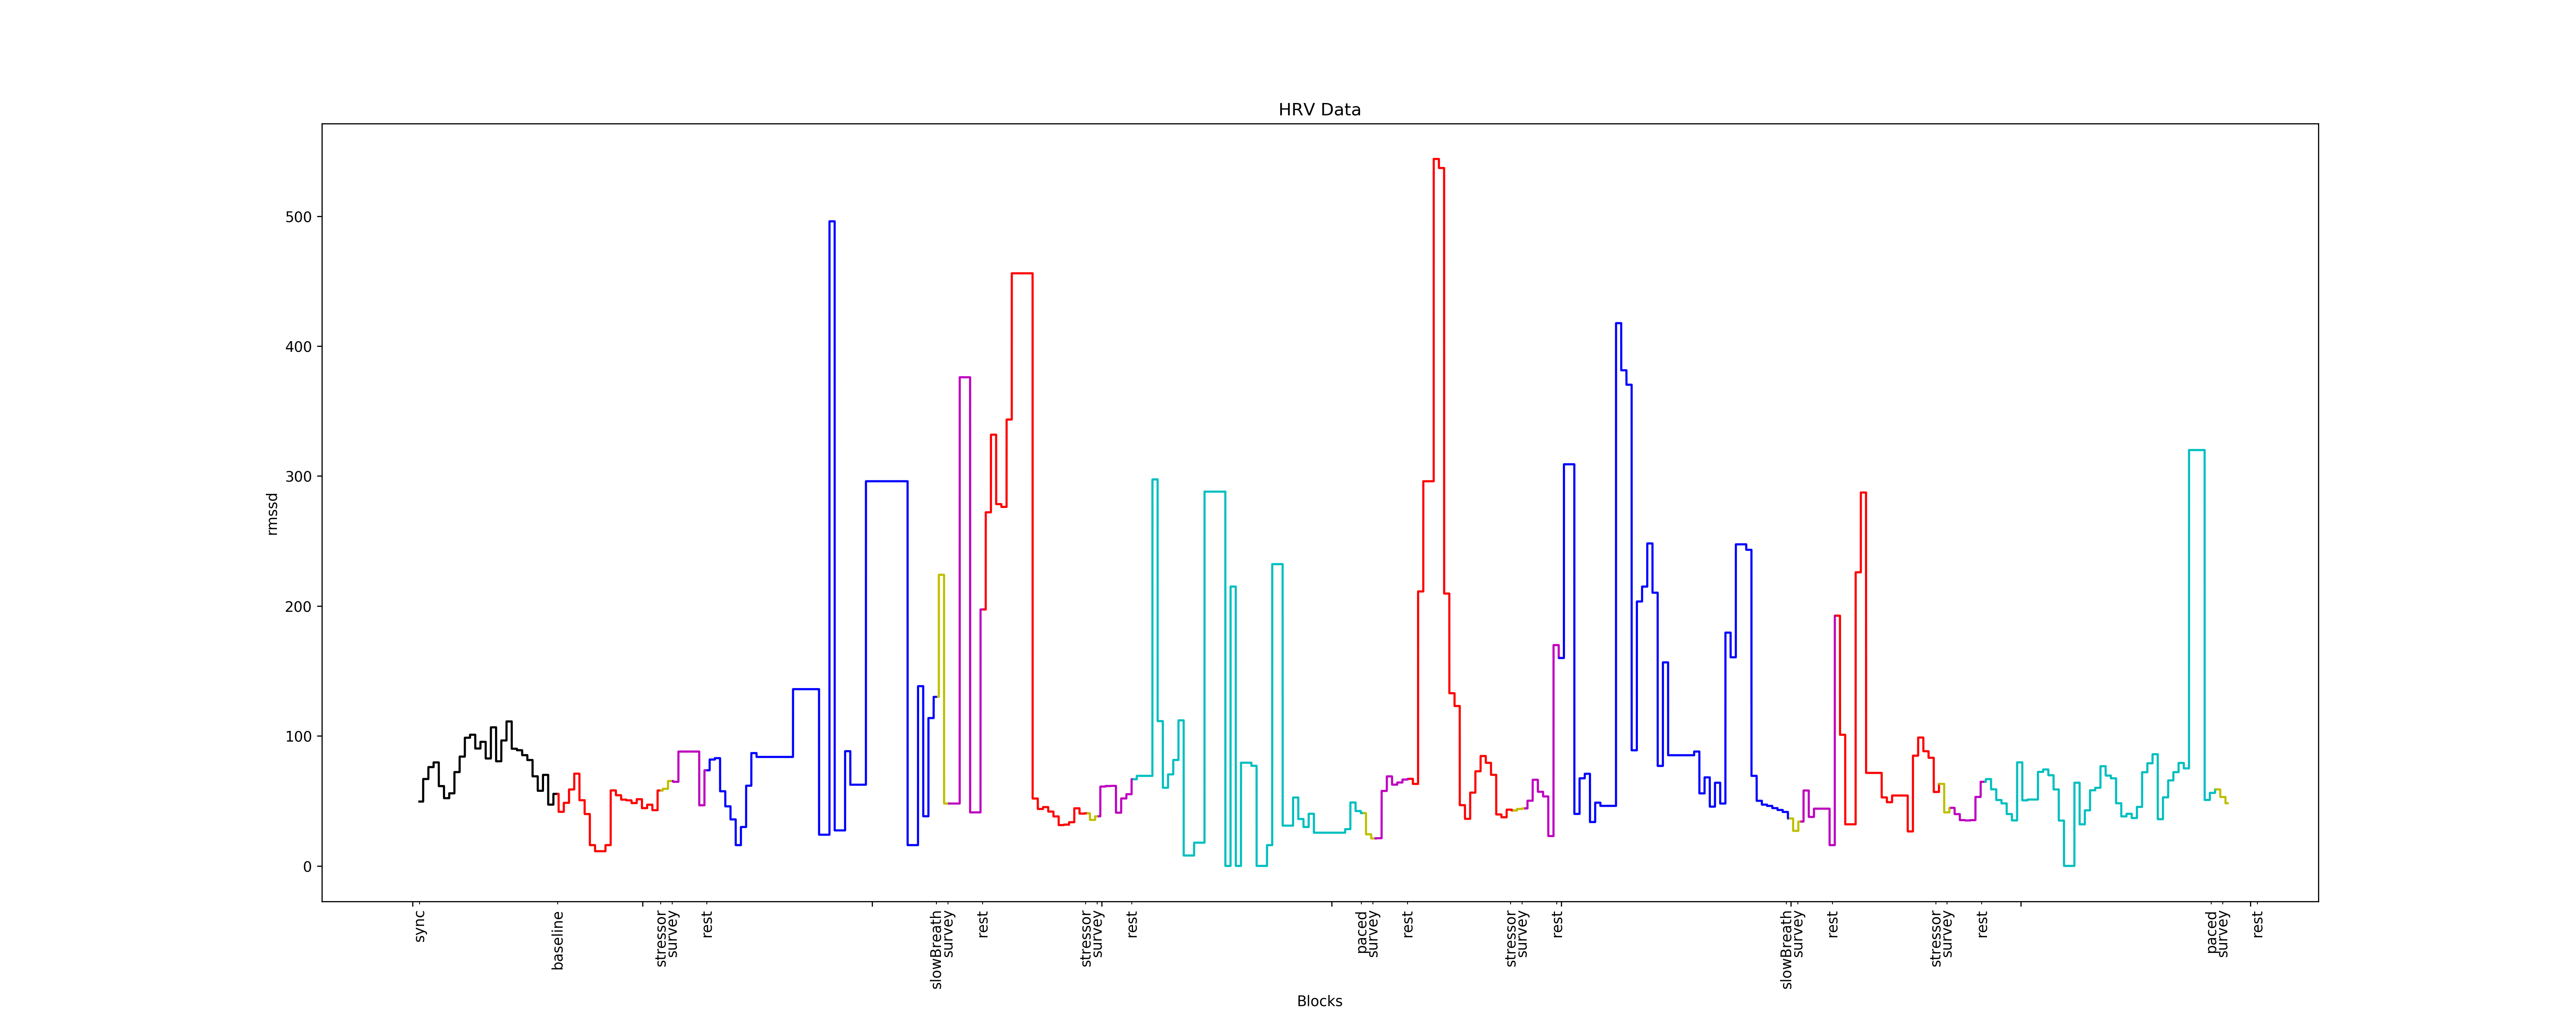 HRV Data
rmssd
500
400
300
200
100
0
sync
baseline
stressor
survey
rest
slowBreath
survey
rest
stressor
survey
rest
paced
survey
rest
stressor
survey
rest
slowBreath
survey
rest
stressor
survey
rest
paced
survey
rest
Blocks